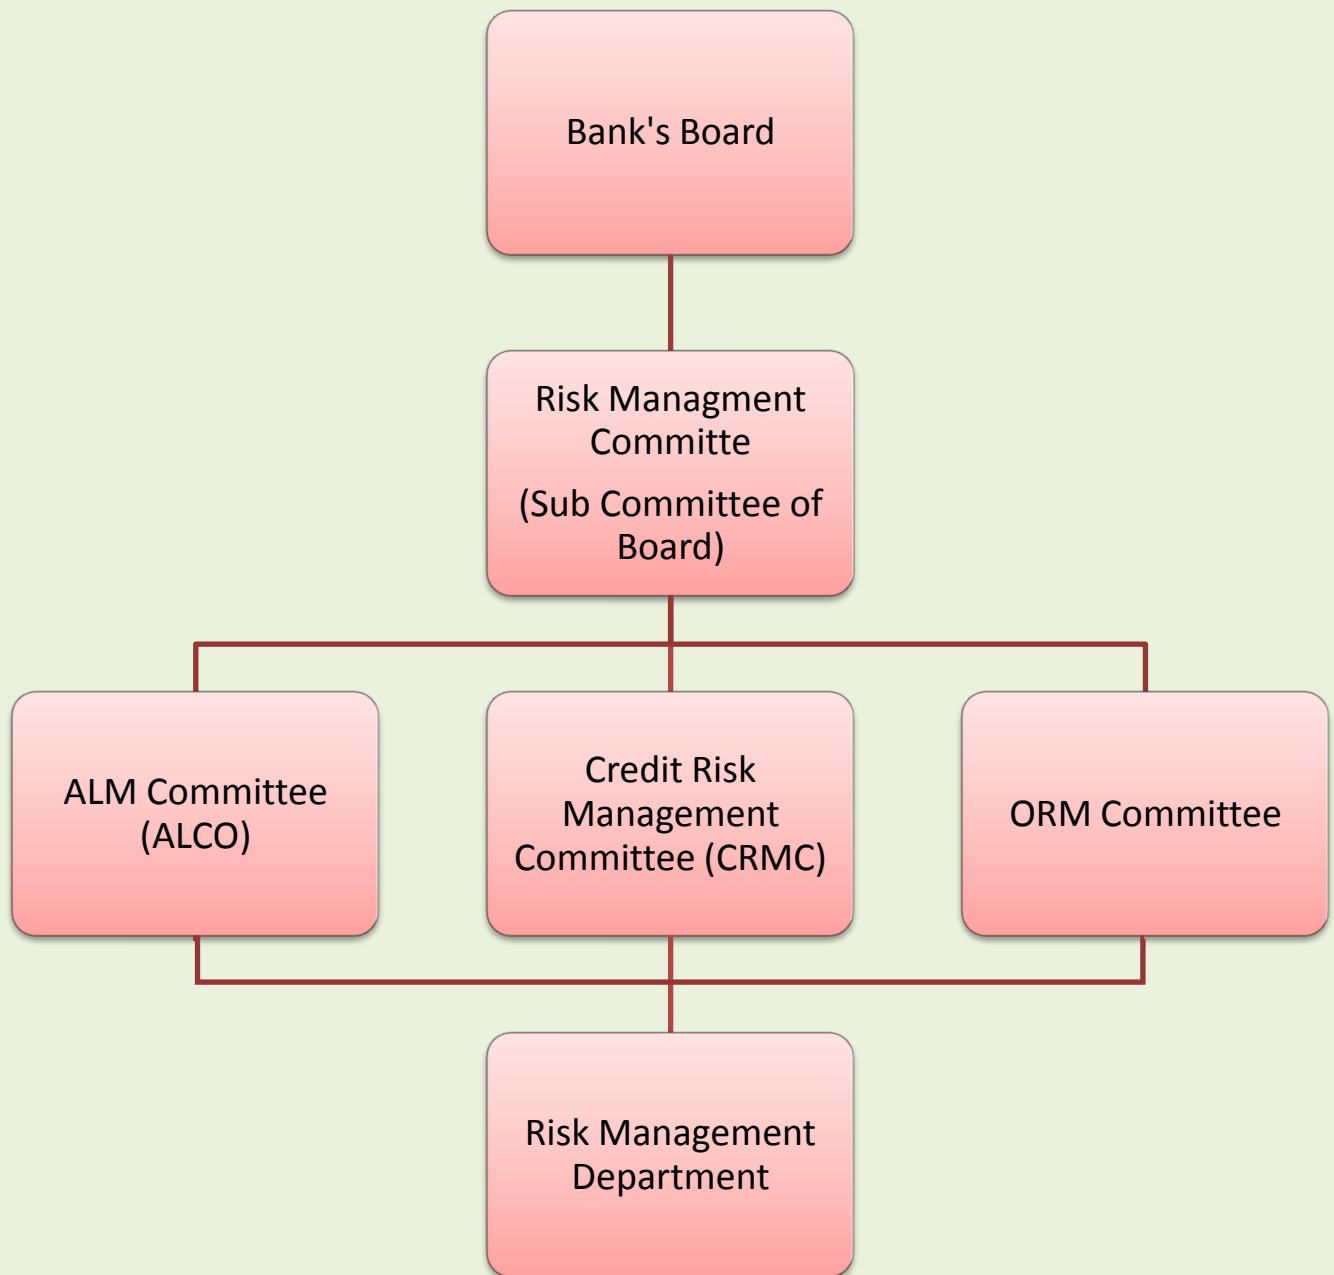 Bank's Board
Risk Managment
Committe
(Sub Committee of
Board)
ALM Committee
(ALCO)
Credit Risk
Management
Committee (CRMC)
ORM Committee
Risk Management
Department